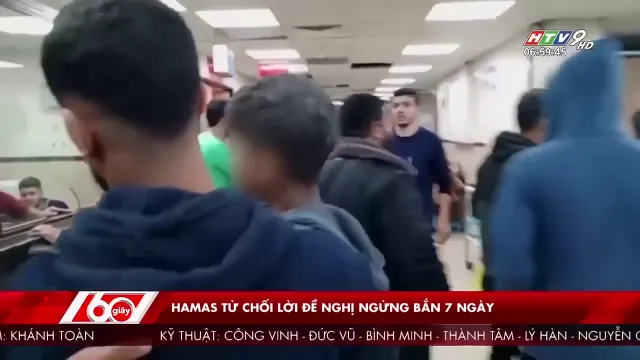 HTV9 HD
06:59:45
60 giây
HAMAS TỪ CHỐI LỜI ĐỀ NGHỊ NGỪNG BẮN 7 NGÀY
M: KHÁNH TOÀN KỸ THUẬT: CÔNG VINH - ĐỨC VŨ - BÌNH MINH - THÀNH TÂM - LÝ HÀN - NGUYỄN